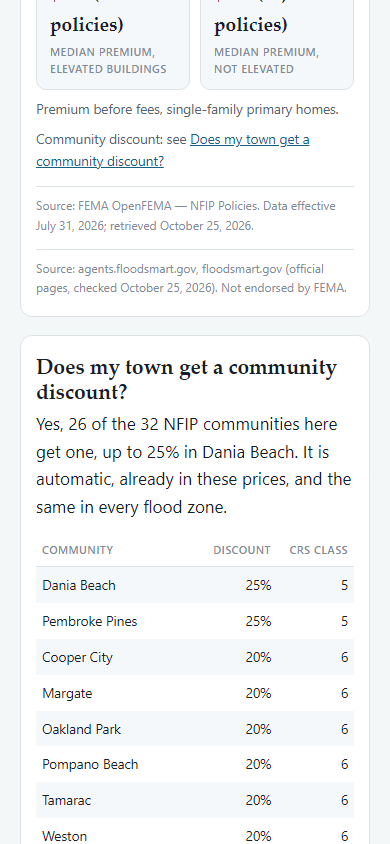 policies)
policies)
MEDIAN PREMIUM,
ELEVATED BUILDINGS
MEDIAN PREMIUM,
NOT ELEVATED
Premium before fees, single-family primary homes.
Community discount: see Does my town get a
community discount?
Source: FEMA OpenFEMA — NFIP Policies. Data effective
July 31, 2026; retrieved October 25, 2026.
Source: agents.floodsmart.gov, floodsmart.gov (official
pages, checked October 25, 2026). Not endorsed by FEMA.
Does my town get a community
discount?
Yes, 26 of the 32 NFIP communities here
get one, up to 25% in Dania Beach. It is
automatic, already in these prices, and the
same in every flood zone.
COMMUNITY DISCOUNT CRS CLASS
Dania Beach 25% 5
Pembroke Pines 25% 5
Cooper City 20% 6
Margate 20% 6
Oakland Park 20% 6
Pompano Beach 20% 6
Tamarac 20% 6
Weston 20% 6